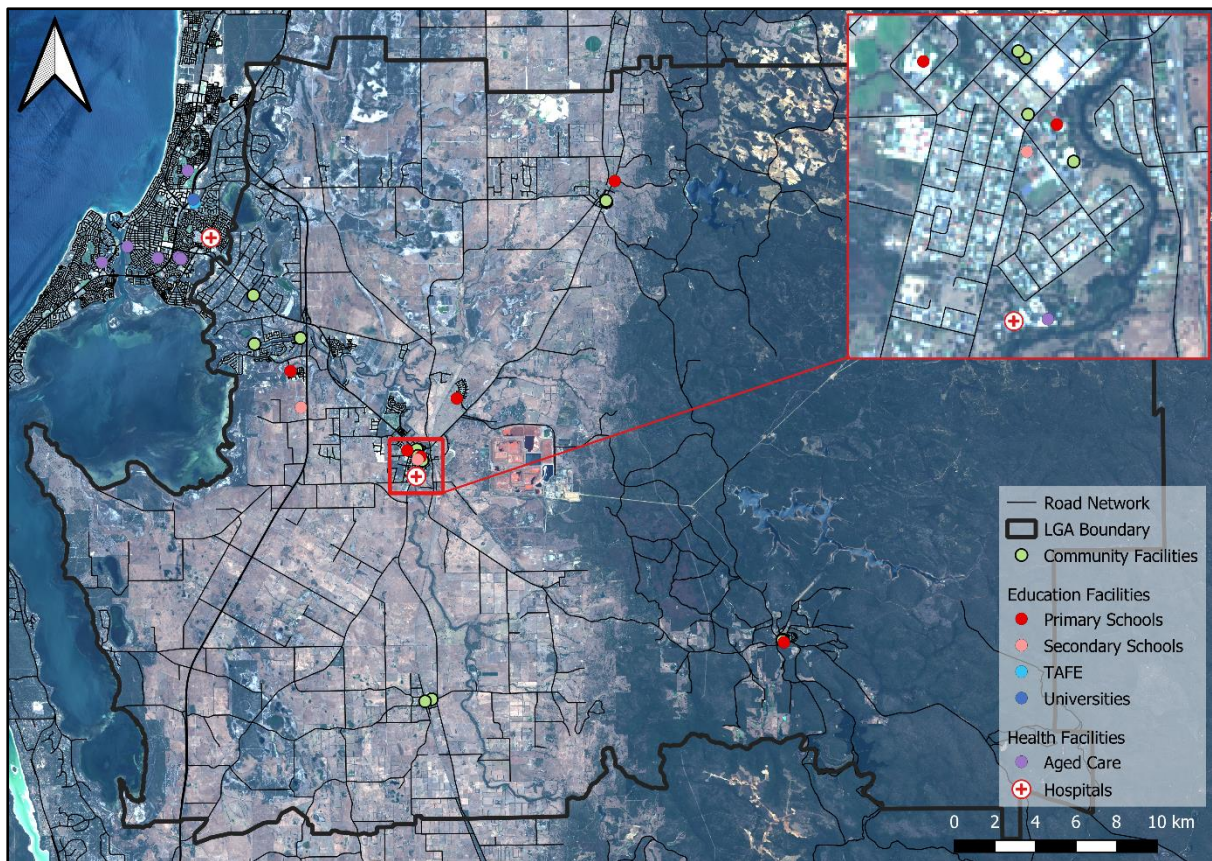 Road Network
LGA Boundary
Community Facilities
Education Facilities
Primary Schools
Secondary Schools
TAFE
Universities
Health Facilities
Aged Care
Hospitals
0 2 4 6 8 10 km